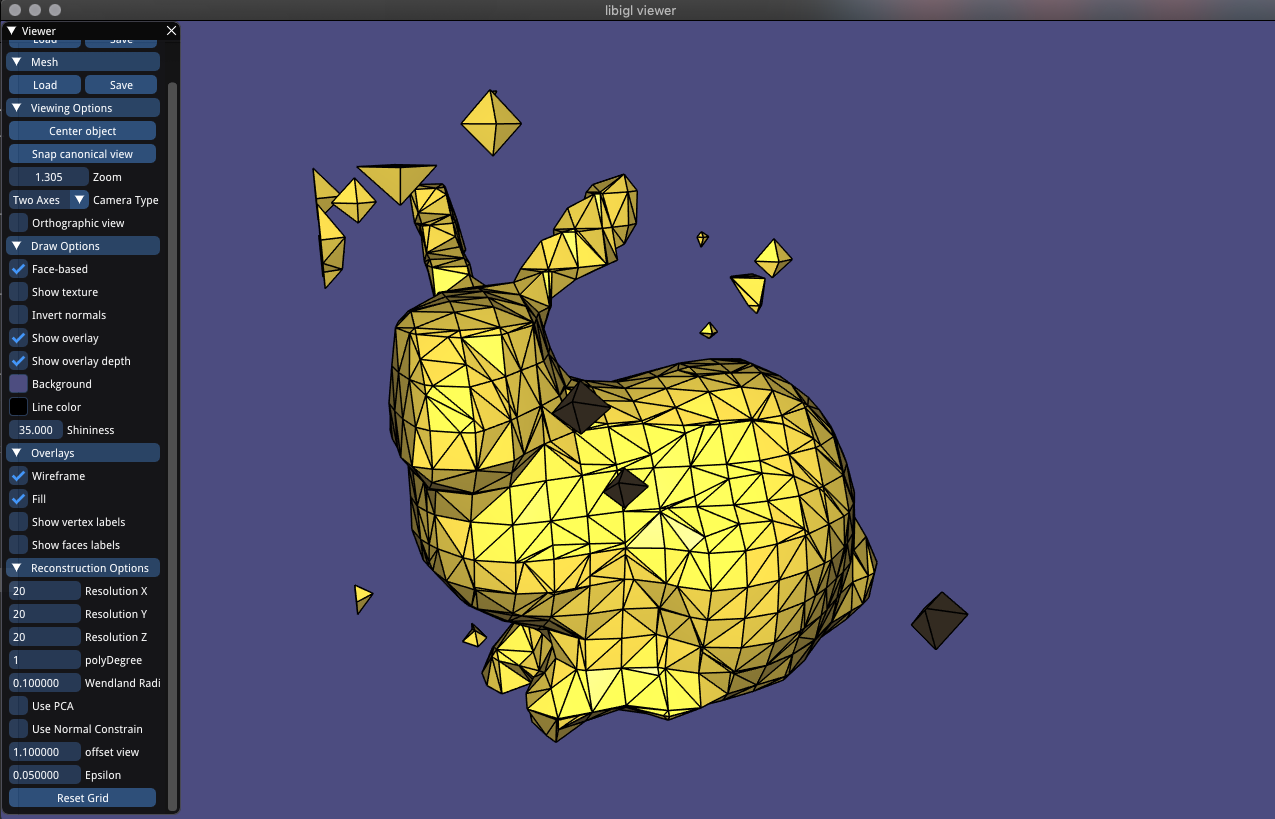 libigl viewer
Viewer
Load Save
Mesh
Load Save
Viewing Options
Center object
Snap canonical view
1.305 Zoom
Two Axes Camera Type
Orthographic view
Draw Options
Face-based
Show texture
Invert normals
Show overlay
Show overlay depth
Background
Line color
35.000 Shininess
Overlays
Wireframe
Fill
Show vertex labels
Show faces labels
Reconstruction Options
20 Resolution X
20 Resolution Y
20 Resolution Z
1 polyDegree
0.100000 Wendland Radi
Use PCA
Use Normal Constrain
1.100000 offset view
0.050000 Epsilon
Reset Grid